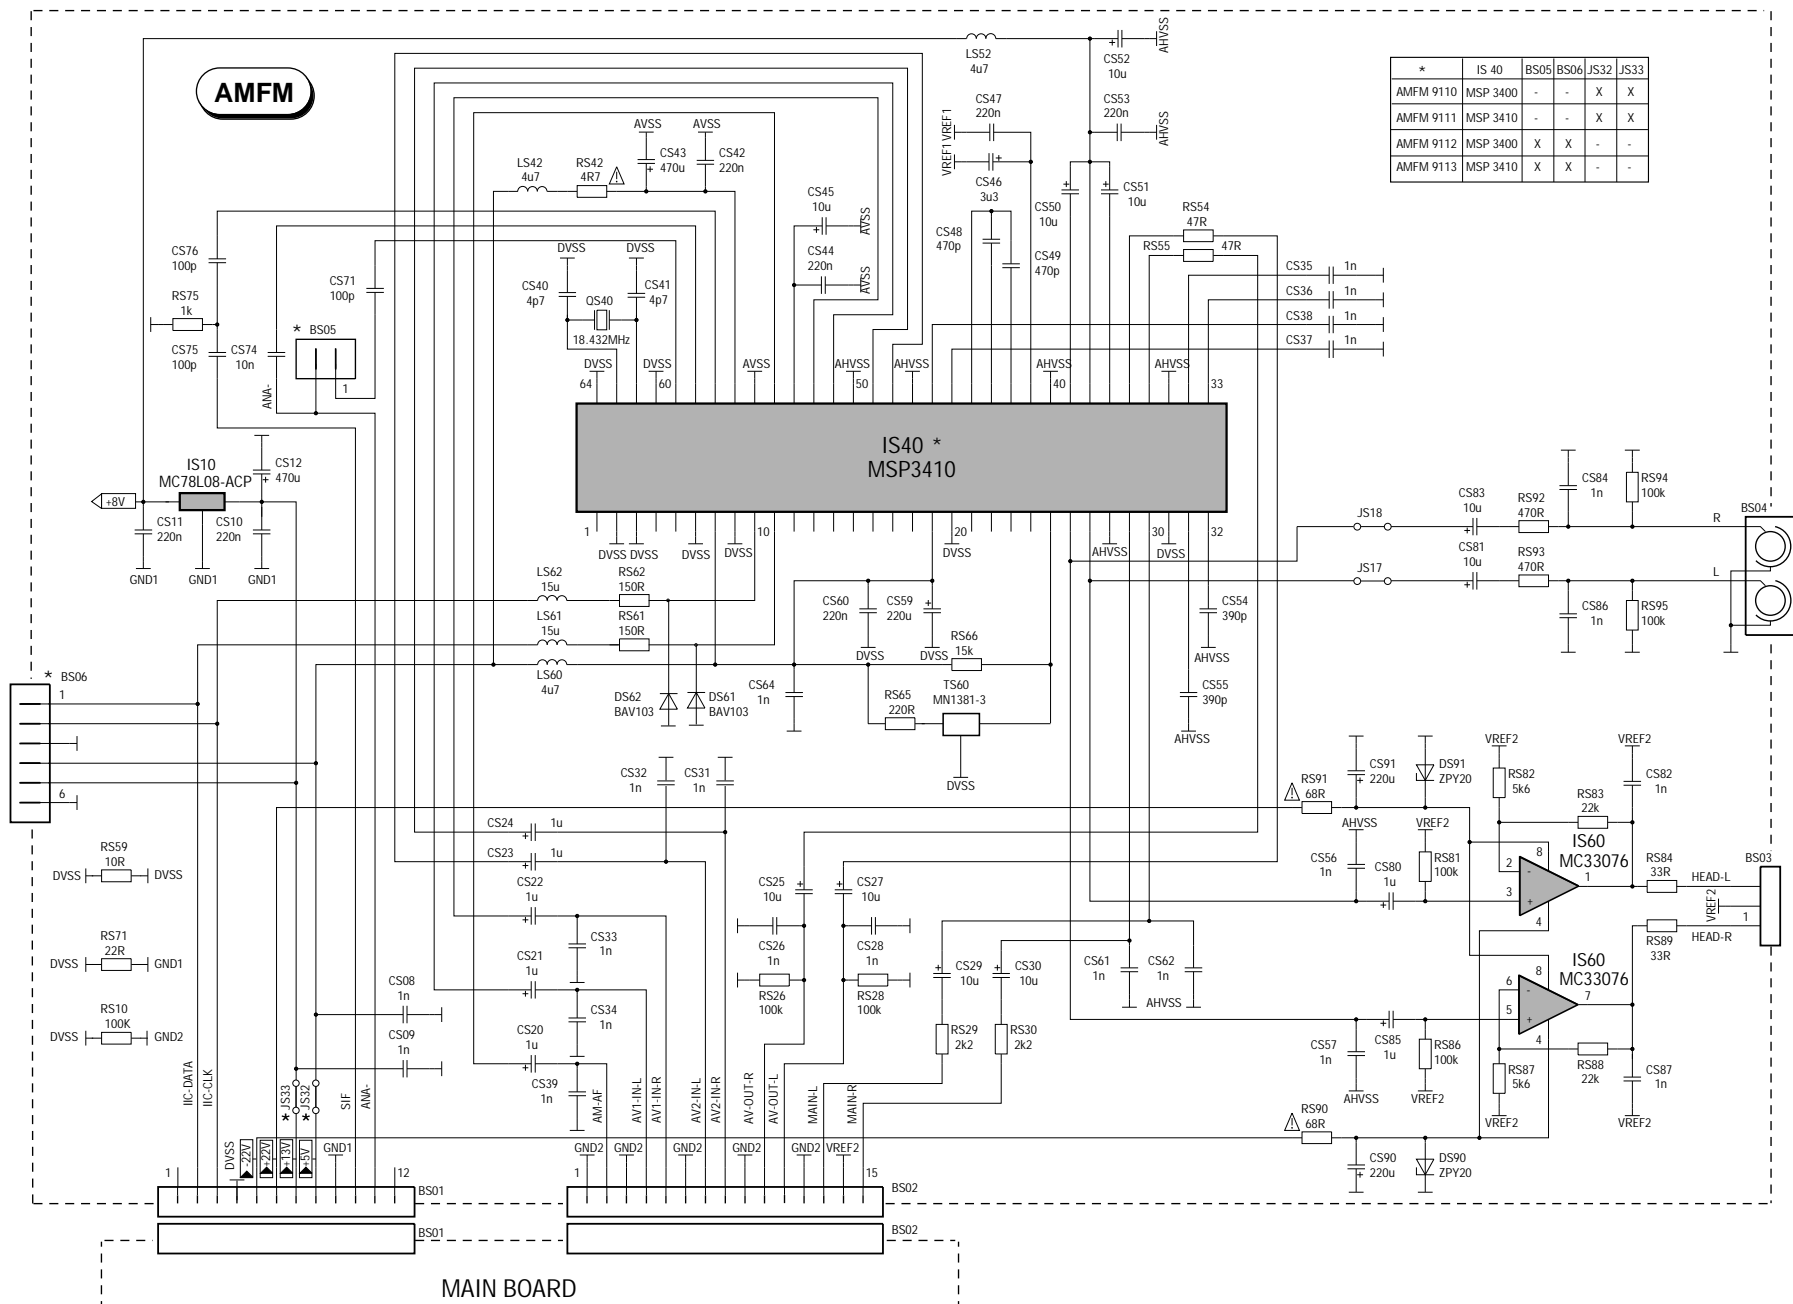 AMFM
LS52
4u7
CS52
10u
AHVSS
CS47
220n
CS53
220n
AHVSS
VREF1 VREF1
CS46
3u3
* IS 40 BS05 BS06 JS32 JS33
AMFM 9110 MSP 3400 - - X X
AMFM 9111 MSP 3410 - - X X
AMFM 9112 MSP 3400 X X - -
AMFM 9113 MSP 3410 X X - -
AVSS
AVSS
CS43
470u
CS42
220n
LS42
4u7
RS42
4R7
CS45
10u
AVSS
CS44
220n
AVSS
CS50
10u
CS51
10u
CS48
470p
CS49
470p
RS54
47R
RS55
47R
CS35
1n
CS36
1n
CS38
1n
CS37
1n
CS76
100p
RS75
1k
CS75
100p
CS74
10n
CS71
100p
* BS05
1
ANA-
DVSS
DVSS
CS40
4p7
CS41
4p7
QS40
18.432MHz
DVSS
64
DVSS
60
AVSS
AHVSS
50
AHVSS
AHVSS
40
AHVSS
33
IS40 *
MSP3410
IS10
MC78L08-ACP
CS12
470u
+8V
CS11
220n
CS10
220n
GND1
GND1
GND1
1
DVSS
DVSS
DVSS
DVSS
10
20
DVSS
AHVSS
30
DVSS
32
JS18
CS83
10u
RS92
470R
CS84
1n
RS94
100k
R
BS04
JS17
CS81
10u
RS93
470R
CS86
1n
RS95
100k
L
LS62
15u
RS62
150R
LS61
15u
RS61
150R
LS60
4u7
DS62
BAV103
DS61
BAV103
CS64
1n
CS60
220n
CS59
220u
DVSS
DVSS
RS66
15k
TS60
MN1381-3
RS65
220R
DVSS
CS54
390p
AHVSS
CS55
390p
AHVSS
* BS06
1
6
CS32
1n
CS31
1n
CS24
1u
CS23
1u
CS22
1u
CS21
1u
CS20
1u
CS33
1n
CS34
1n
CS39
1n
CS25
10u
CS27
10u
CS26
1n
CS28
1n
RS26
100k
RS28
100k
CS29
10u
CS30
10u
RS29
2k2
RS30
2k2
CS61
1n
CS62
1n
AHVSS
RS91
68R
CS91
220u
DS91
ZPY20
AHVSS
VREF2
CS56
1n
CS80
1u
RS81
100k
VREF2
RS82
5k6
VREF2
CS82
1n
RS83
22k
IS60
MC33076
8
2
-
3
+
1
4
RS84
33R
HEAD-L
BS03
VREF2
1
RS89
33R
HEAD-R
IS60
MC33076
8
6
-
5
+
7
4
CS57
1n
CS85
1u
RS86
100k
AHVSS
VREF2
RS87
5k6
RS88
22k
CS87
1n
VREF2
VREF2
RS90
68R
CS90
220u
DS90
ZPY20
RS59
10R
DVSS
DVSS
RS71
22R
DVSS
GND1
RS10
100K
DVSS
GND2
CS08
1n
CS09
1n
IIC-DATA
IIC-CLK
DVSS
-22V
+22V
+13V
+5V
* JS33
* JS32
SIF
ANA-
GND1
1
12
BS01
AM-AF
AV1-IN-L
AV1-IN-R
AV2-IN-L
AV2-IN-R
AV-OUT-R
AV-OUT-L
MAIN-L
MAIN-R
GND2
GND2
GND2
GND2
GND2
VREF2
1
15
BS02
BS01
BS02
MAIN BOARD